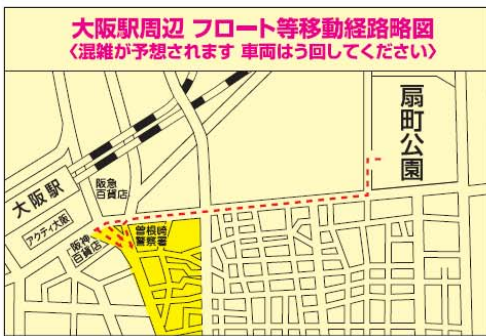 大阪駅周辺 フロート等移動経路略図
〈混雑が予想されます 車両はう回してください〉
扇町公園
大阪駅
阪急
百貨店
アクティ大阪
阪神
百貨店
曽根崎
警察署